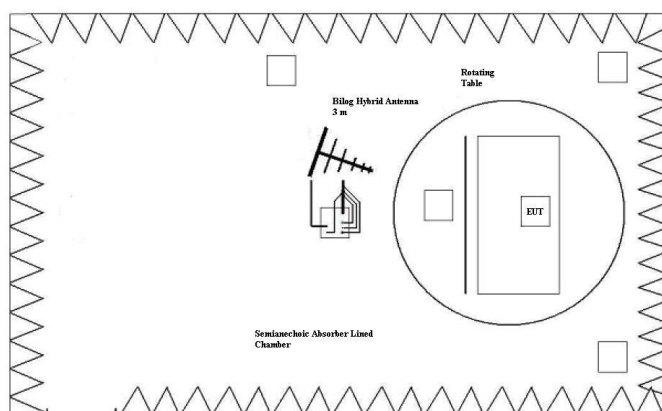 Rotating
Table
Bilog Hybrid Antenna
3 m
EUT
Semianechoic Absorber Lined
Chamber